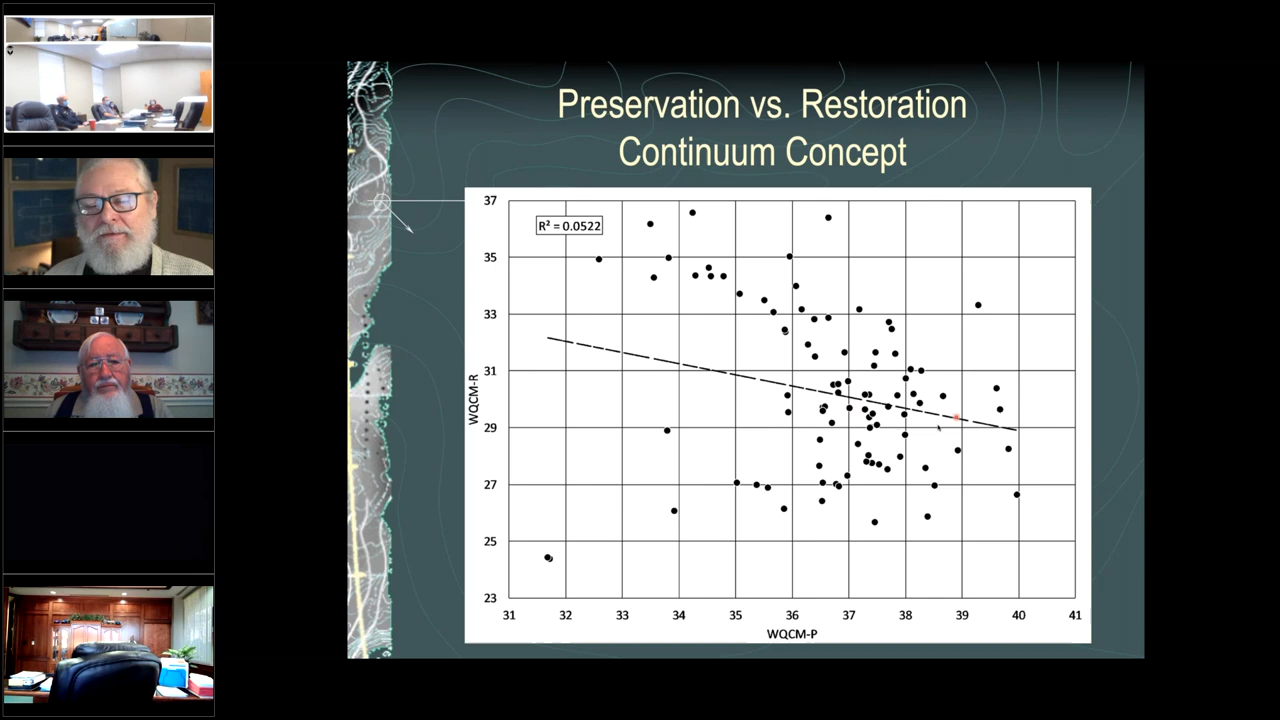 Preservation vs. Restoration
Continuum Concept
R² = 0.0522
37
35
33
31
29
27
25
23
WQCM-R
31 32 33 34 35 36 37 38 39 40 41
WQCM-P